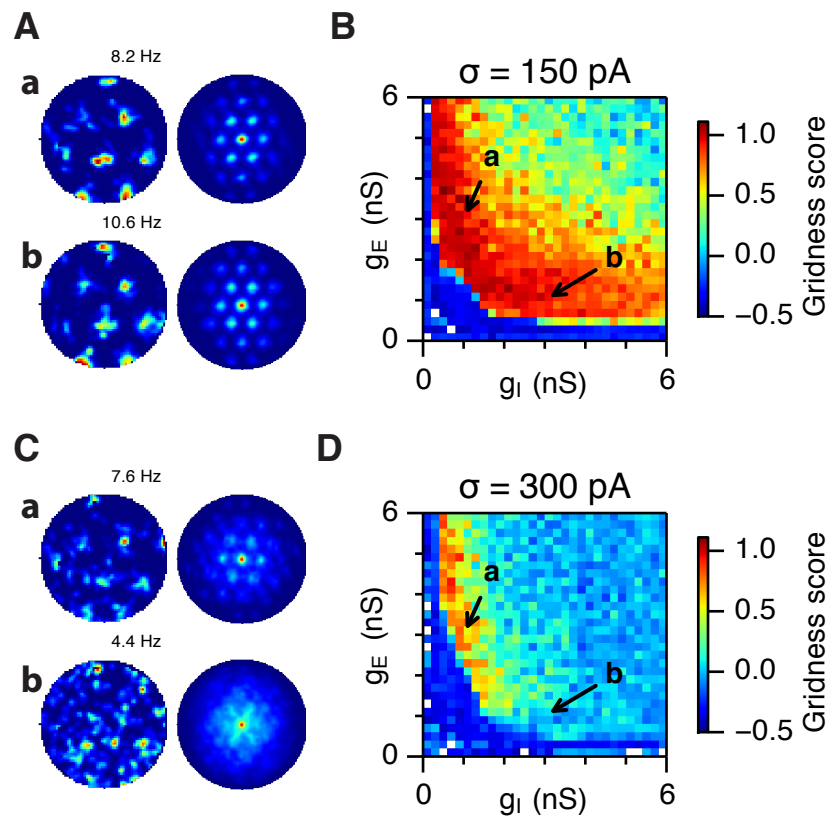 A
8.2 Hz
a
10.6 Hz
b
B
σ = 150 pA
6
a
b
gE (nS)
0
0
gI (nS)
6
1.0
0.5
0.0
−0.5
Gridness score
C
7.6 Hz
a
4.4 Hz
b
D
σ = 300 pA
6
a
b
gE (nS)
0
0
gI (nS)
6
1.0
0.5
0.0
−0.5
Gridness score